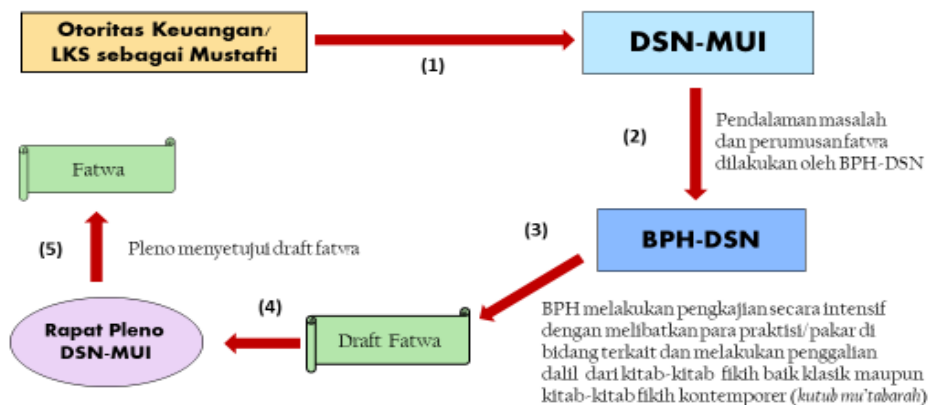 Otoritas Keuangan/
LKS sebagai Mustafti
(1)
DSN-MUI
(2)
Pendalaman masalah
dan perumusan fatwa
dilakukan oleh BPH-DSN
BPH-DSN
(3)
BPH melakukan pengkajian secara intensif
dengan melibatkan para praktisi/pakar di
bidang terkait dan melakukan penggalian
dalil dari kitab-kitab fikih baik klasik maupun
kitab-kitab fikih kontemporer (kutub mu'tabarah)
Draft Fatwa
(4)
Rapat Pleno
DSN-MUI
(5)
Pleno menyetujui draft fatwa
Fatwa